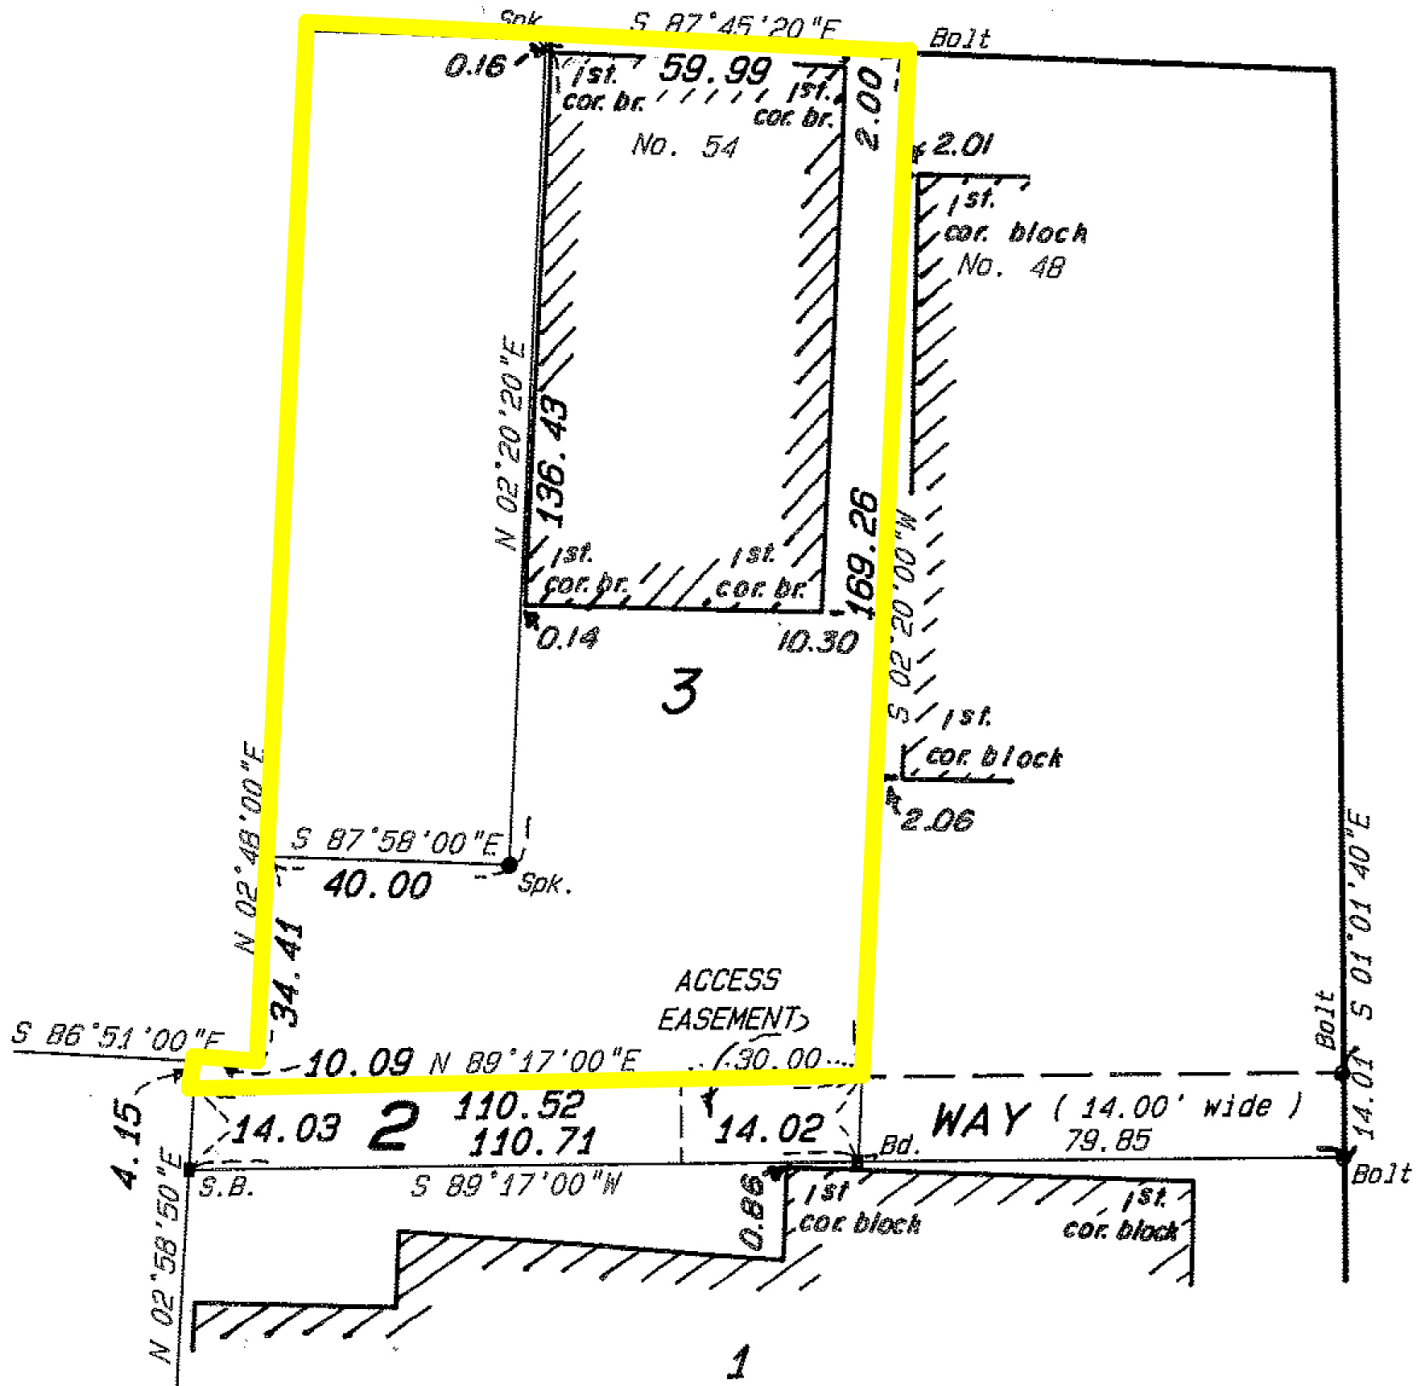 Spk.
S 87°45'20"E
Bolt
0.16
1st.
cor. br.
59.99
1st.
cor. br.
2.00
No. 54
2.01
1st.
cor. block
No. 48
N 02°20'20"E
136.43
169.26
S 02°20'00"W
1st.
cor. br.
1st.
cor. br.
0.14
10.30
3
1st.
cor. block
2.06
N 02°48'00"E
S 87°58'00"E
40.00
Spk.
34.41
ACCESS
EASEMENT
S 86°51'00"E
10.09
N 89°17'00"E
30.00
Bolt
S 01°01'40"E
14.01
4.15
14.03
2
110.52
110.71
14.02
Bd.
WAY ( 14.00' wide )
79.85
Bolt
S.B.
S 89°17'00"W
0.86
1st
cor. block
1st.
cor. block
N 02°58'50"E
1